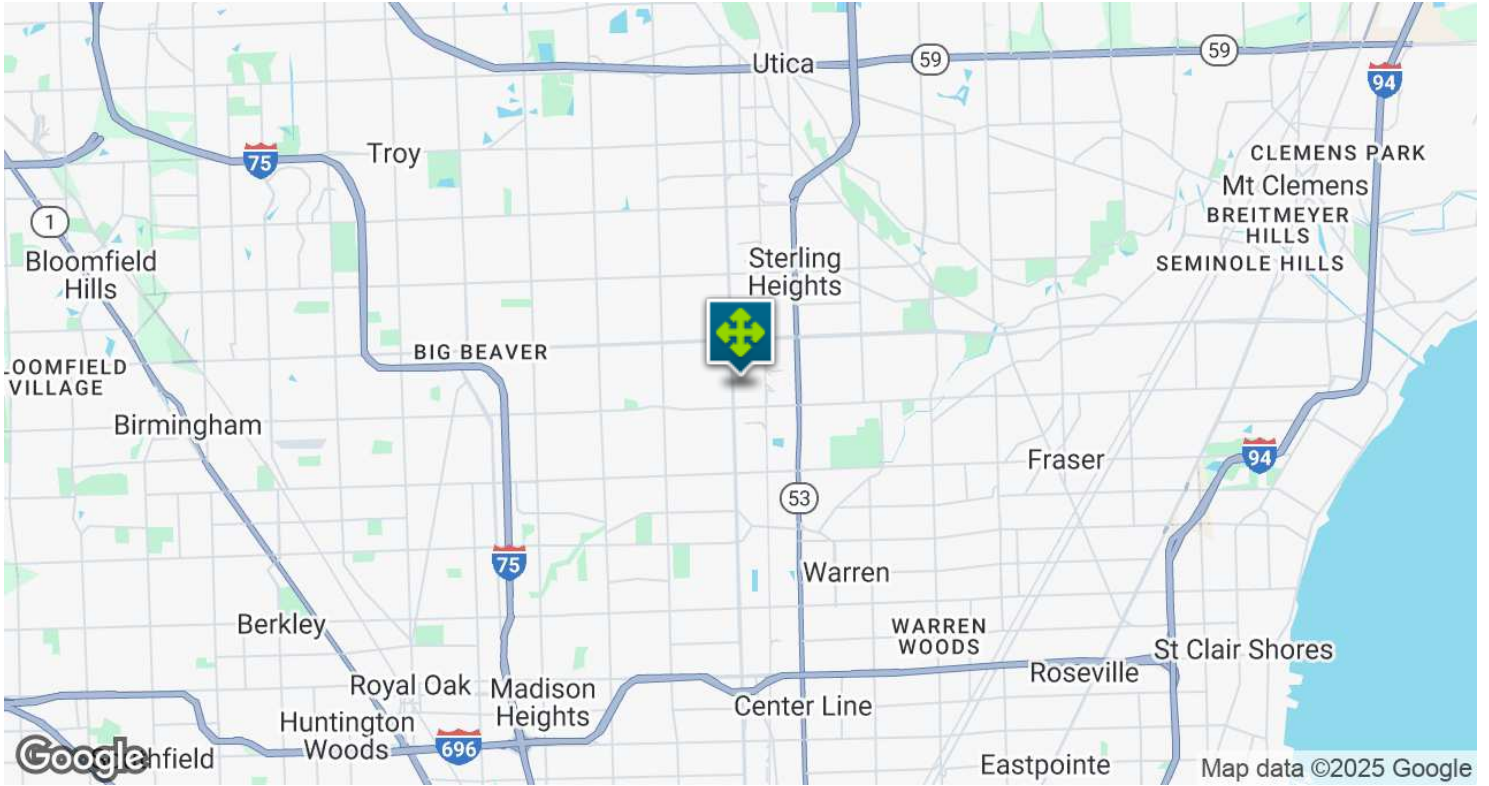 Utica
59
59
94
Troy
75
CLEMENS PARK
Mt Clemens
BREITMEYER
HILLS
SEMINOLE HILLS
1
Bloomfield
Hills
Sterling
Heights
BIG BEAVER
LOOMFIELD
VILLAGE
Birmingham
Fraser
94
53
75
Warren
Berkley
WARREN
WOODS
St Clair Shores
Roseville
Royal Oak
Madison
Heights
Center Line
Huntington
Woods
696
Google
thfield
Eastpointe
Map data ©2025 Google